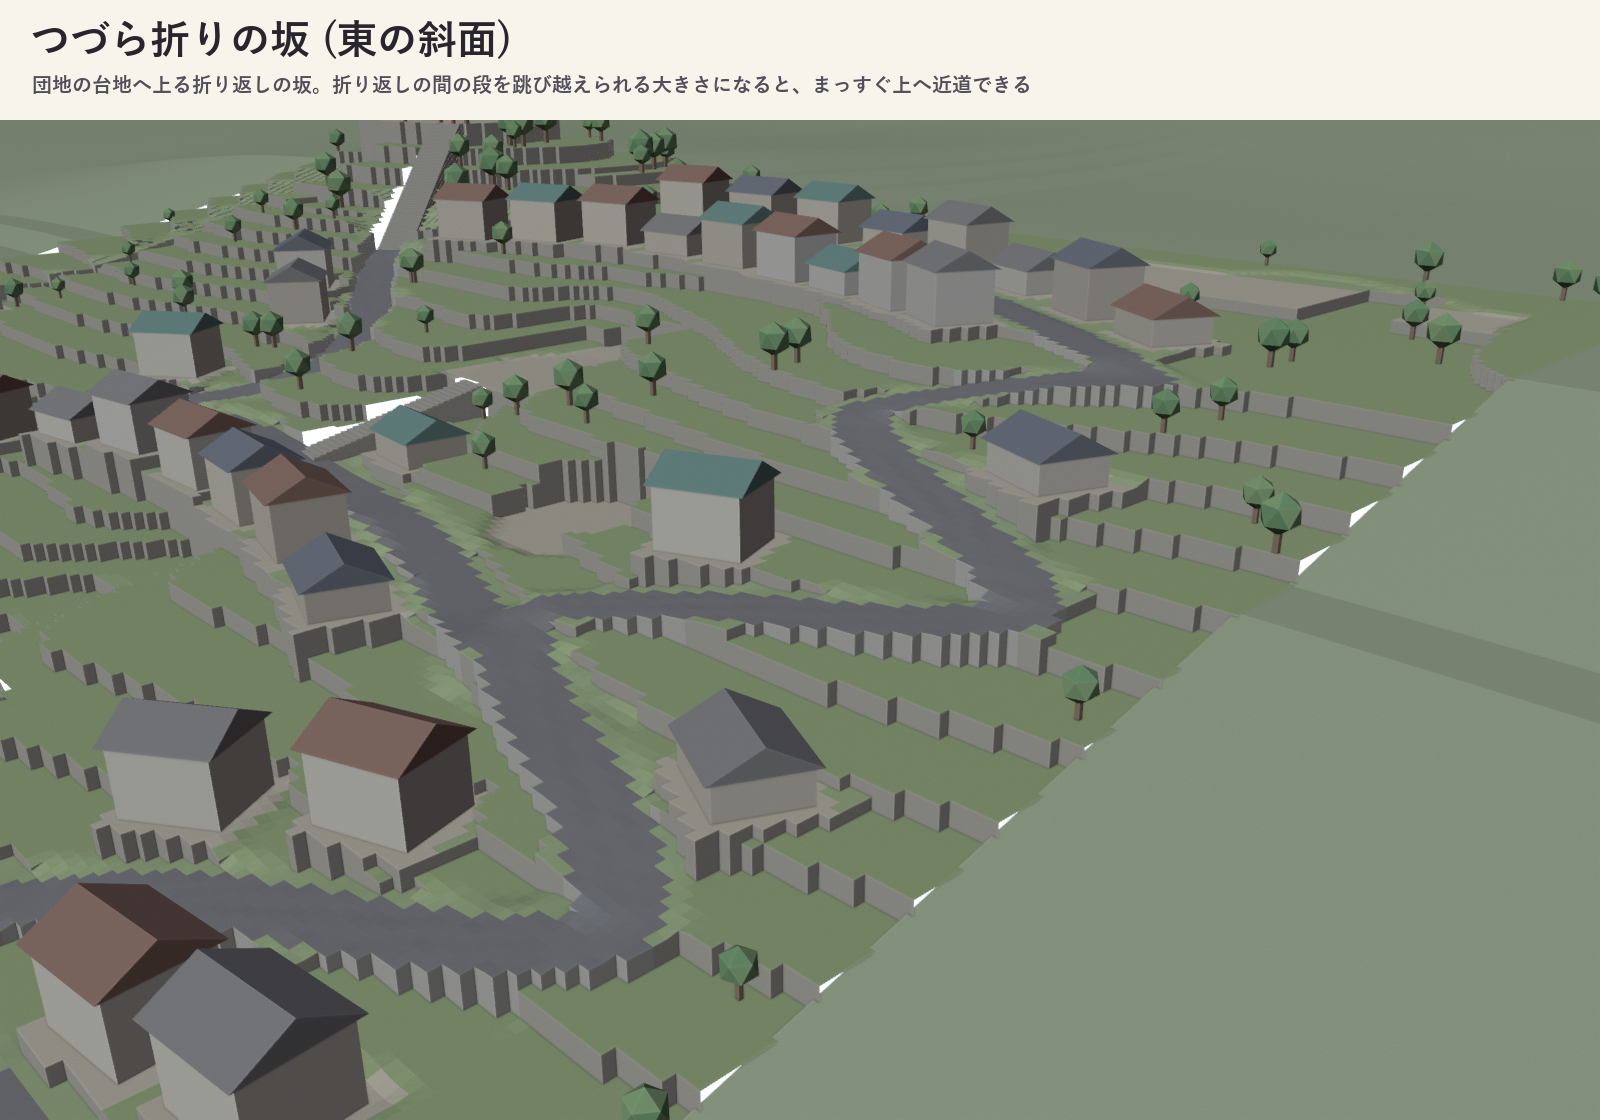 つづら折りの坂 (東の斜面)
団地の台地へ上る折り返しの坂。折り返しの間の段を跳び越えられる大きさになると、まっすぐ上へ近道できる